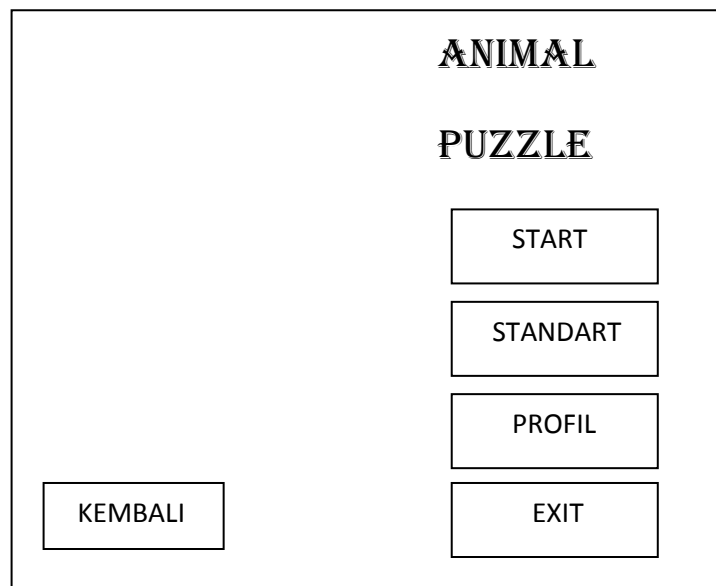 ANIMAL
PUZZLE
START
STANDART
PROFIL
KEMBALI
EXIT